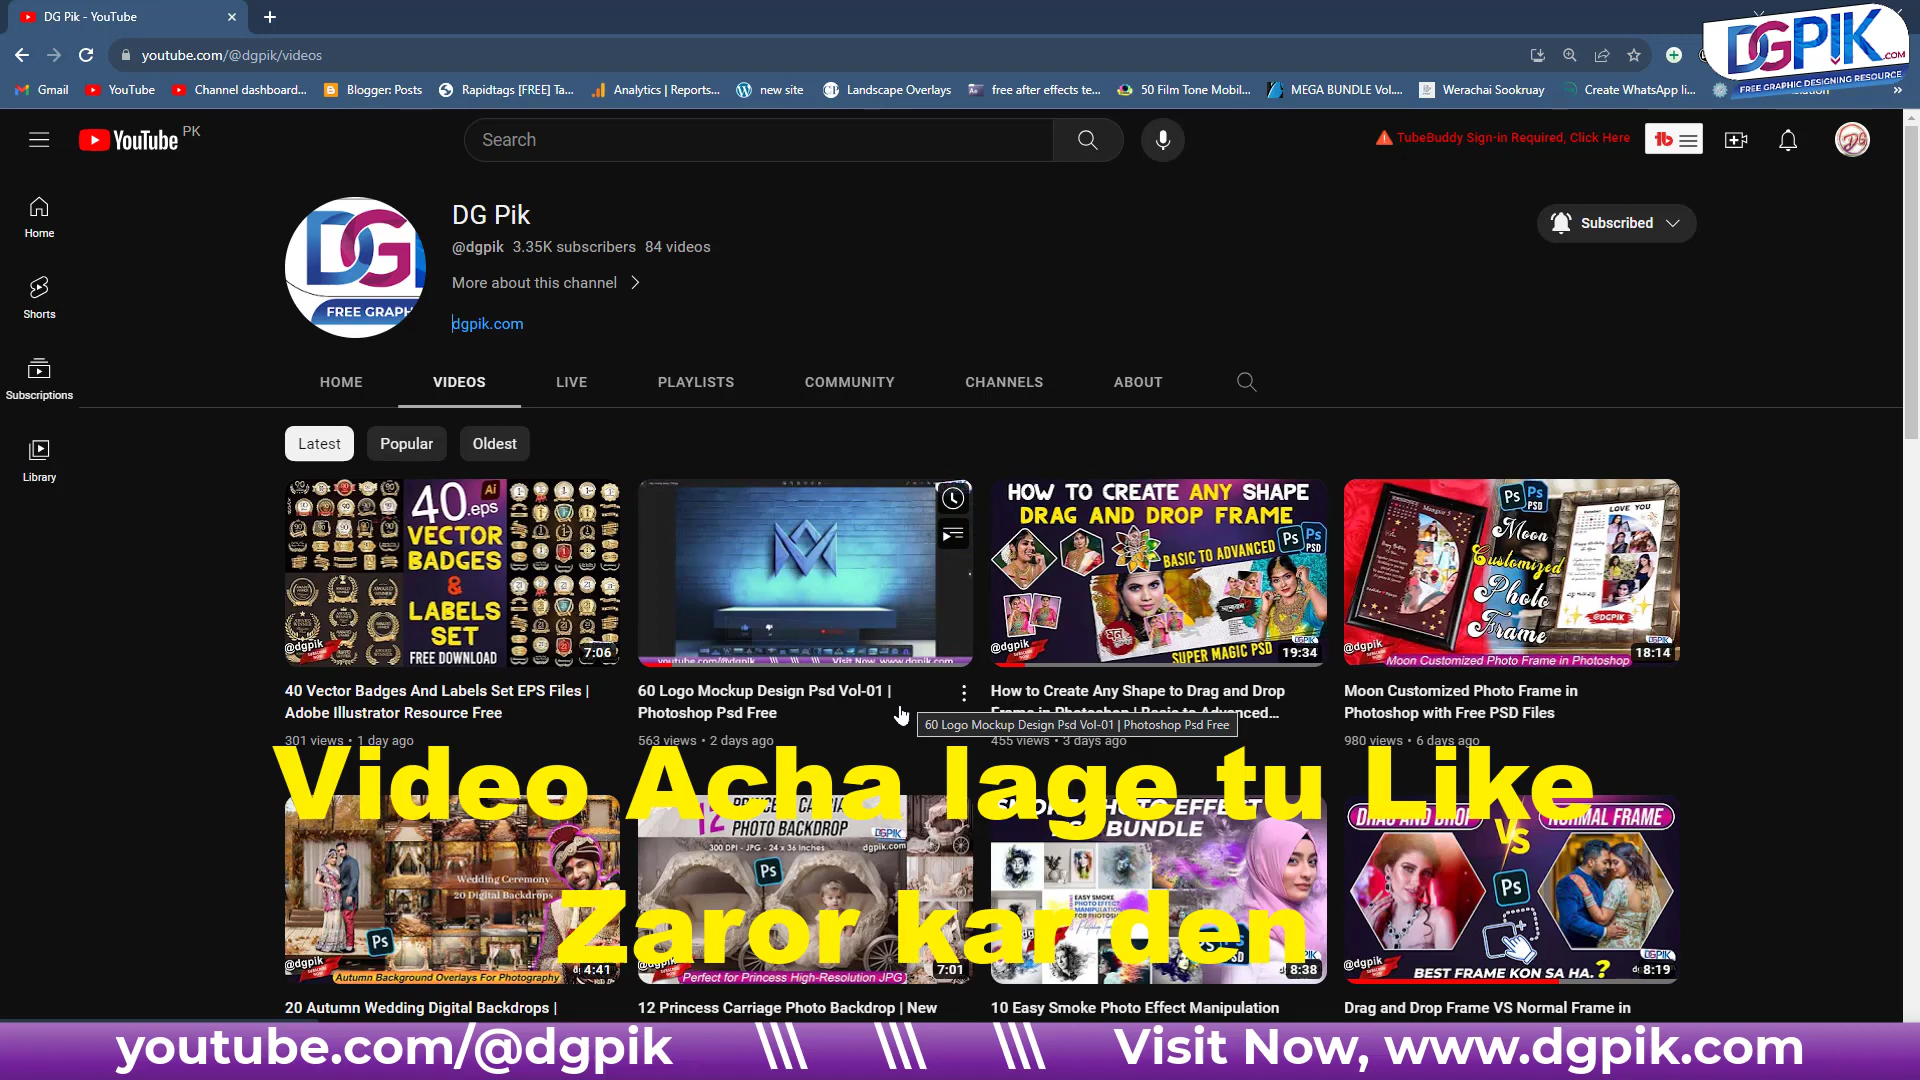 DG Pik - YouTube
youtube.com/@dgpik/videos
Gmail
YouTube
Channel dashboard...
Blogger: Posts
Rapidtags [FREE] Ta...
Analytics | Reports...
new site
Landscape Overlays
free after effects te...
50 Film Tone Mobil...
MEGA BUNDLE Vol....
Werachai Sookruay
Create WhatsApp li...
DGPIK.COM
FREE GRAPHIC DESIGNING RESOURCE
YouTube PK
Search
TubeBuddy Sign-in Required, Click Here
Home
Shorts
Subscriptions
Library
DG
FREE GRAPH
DG Pik
@dgpik 3.35K subscribers 84 videos
More about this channel
dgpik.com
Subscribed
HOME
VIDEOS
LIVE
PLAYLISTS
COMMUNITY
CHANNELS
ABOUT
Latest
Popular
Oldest
40.eps
Ai
VECTOR
BADGES
&
LABELS
SET
FREE DOWNLOAD
@dgpik
7:06
youtube.com/@dgpik
Visit Now, www.dgpik.com
HOW TO CREATE ANY SHAPE
DRAG AND DROP FRAME
BASIC TO ADVANCED
Ps
PSD
SUPER MAGIC PSD
@dgpik
19:34
Ps
PSD
LOVE YOU
Moon
Customized
Photo
Frame
@DGPIK
@dgpik
Moon Customized Photo Frame in Photoshop
18:14
40 Vector Badges And Labels Set EPS Files |
Adobe Illustrator Resource Free
301 views • 1 day ago
60 Logo Mockup Design Psd Vol-01 |
Photoshop Psd Free
563 views • 2 days ago
60 Logo Mockup Design Psd Vol-01 | Photoshop Psd Free
How to Create Any Shape to Drag and Drop
Frame in Photoshop | Basic to Advanced...
455 views • 3 days ago
Moon Customized Photo Frame in
Photoshop with Free PSD Files
980 views • 6 days ago
Video Acha lage tu Like
Zaror kar den
Wedding Ceremony
20 Digital Backdrops
Ps
@dgpik
Autumn Background Overlays For Photography
4:41
12 PRINCESS CARRIAGE
PHOTO BACKDROP
300 DPI - JPG - 24 x 36 Inches
DGPIK
dgpik.com
Ps
@dgpik
Perfect for Princess High-Resolution JPG
7:01
SMOKE PHOTO EFFECT
BUNDLE
EASY SMOKE
PHOTO EFFECT
MANIPULATION
8:38
DRAG AND DROP
VS
NORMAL FRAME
Ps
@dgpik
DGPIK
BEST FRAME KON SA HA.?
8:19
20 Autumn Wedding Digital Backdrops |
12 Princess Carriage Photo Backdrop | New
10 Easy Smoke Photo Effect Manipulation
Drag and Drop Frame VS Normal Frame in
youtube.com/@dgpik
Visit Now, www.dgpik.com